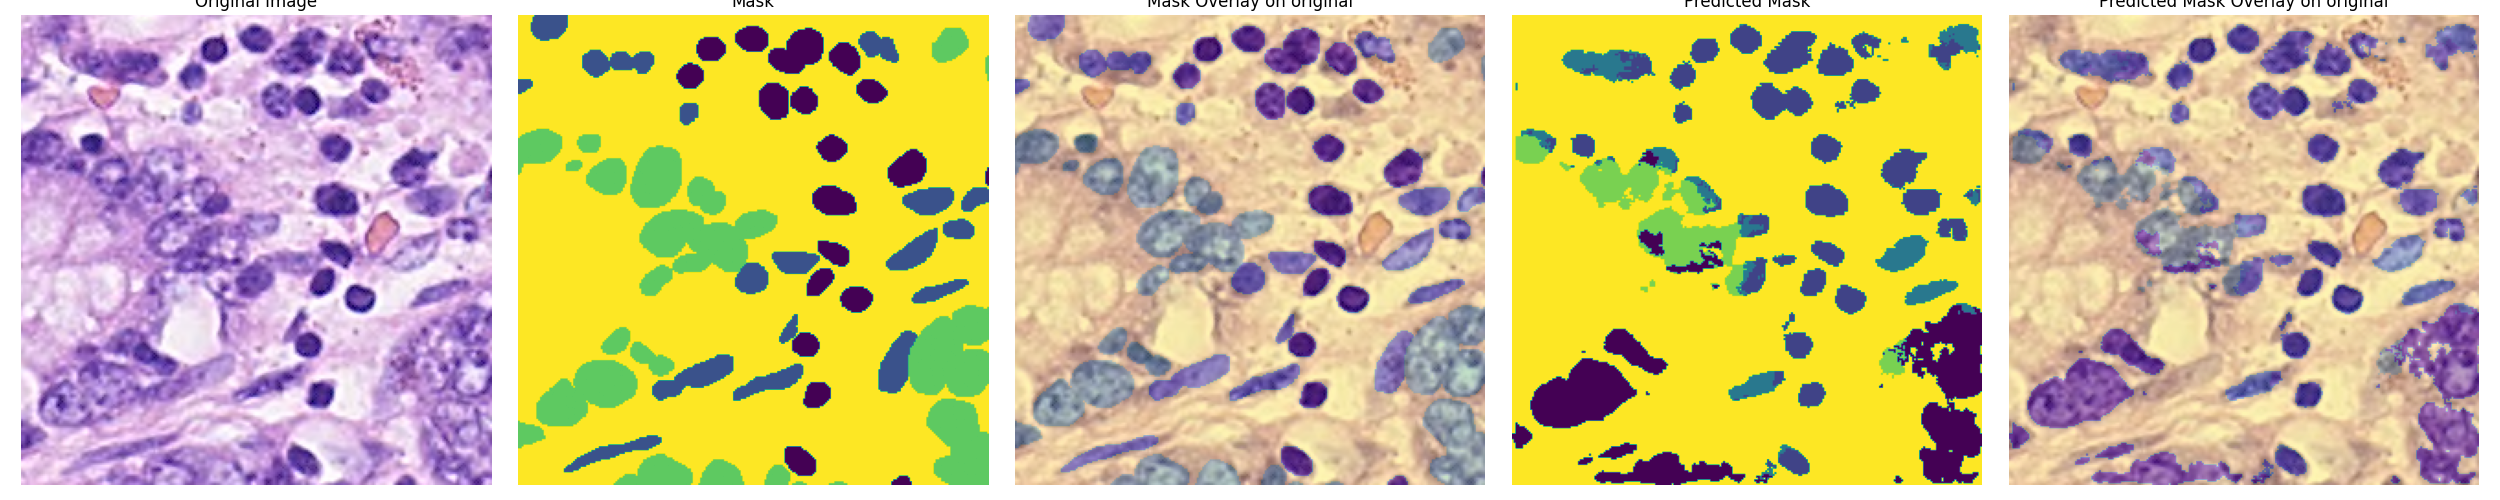 Original Image
Mask
Mask Overlay on original
Predicted Mask
Predicted Mask Overlay on original